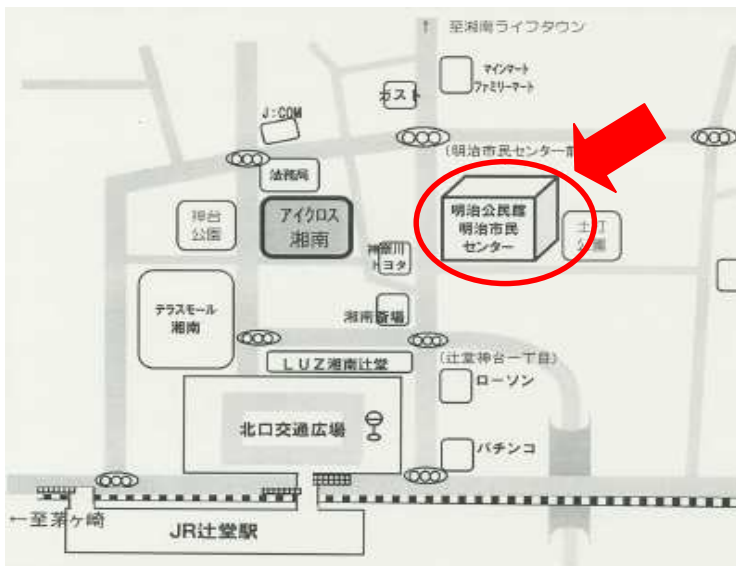 ↑ 至湘南ライフタウン
マインマート
ファミリーマート
ガスト
J:COM
(明治市民センター前
法務局
神台
公園
アイクロス
湘南
明治公民館
明治市民
センター
公園
神奈川
トヨタ
テラスモール
湘南
湘南斎場
LUZ湘南辻堂
(辻堂神台一丁目)
ローソン
北口交通広場
パチンコ
←至茅ヶ崎
JR辻堂駅